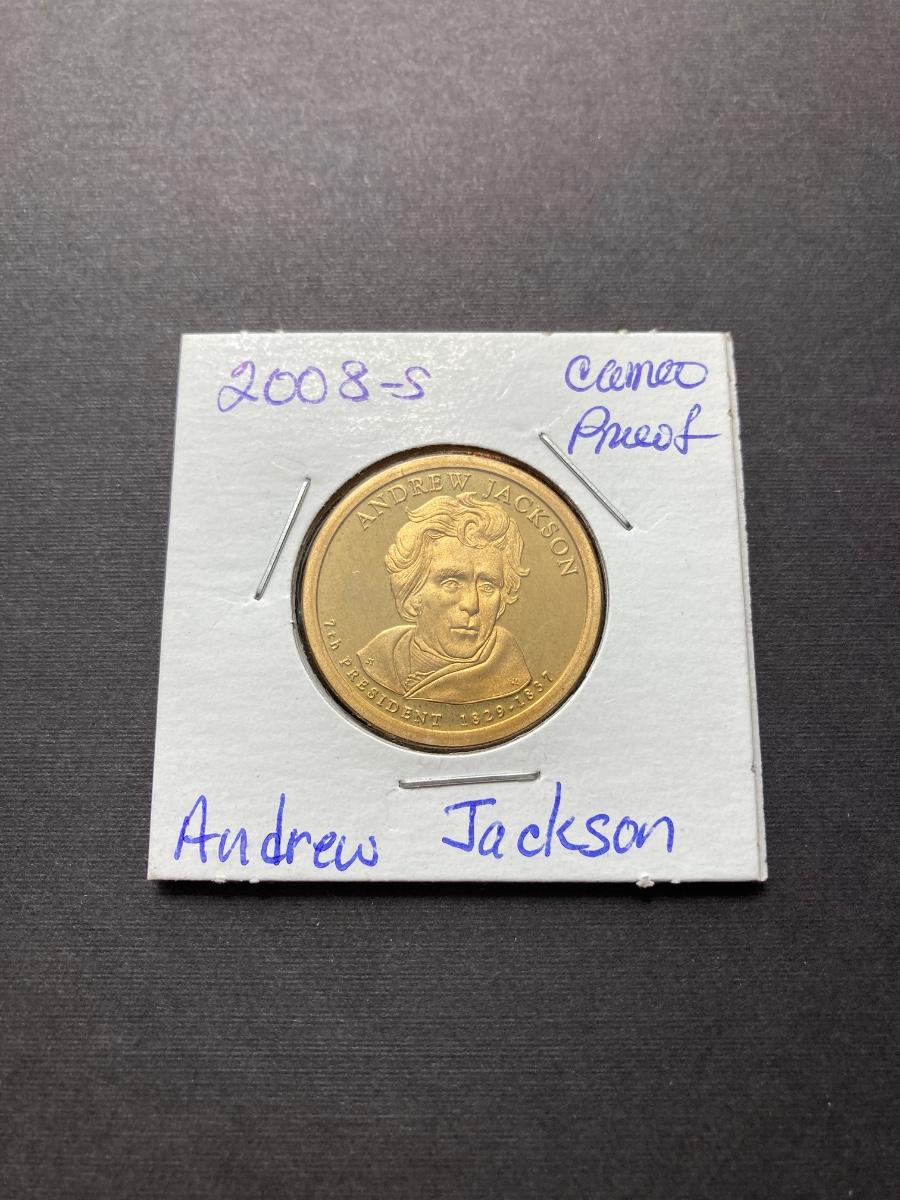 2008-S
Cameo
Proof
ANDREW JACKSON
7th PRESIDENT 1829-1837
Andrew Jackson